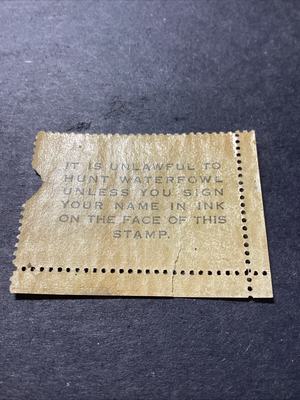 IT IS UNLAWFUL TO
HUNT WATERFOWL
UNLESS YOU SIGN
YOUR NAME IN INK
ON THE FACE OF THIS
STAMP.